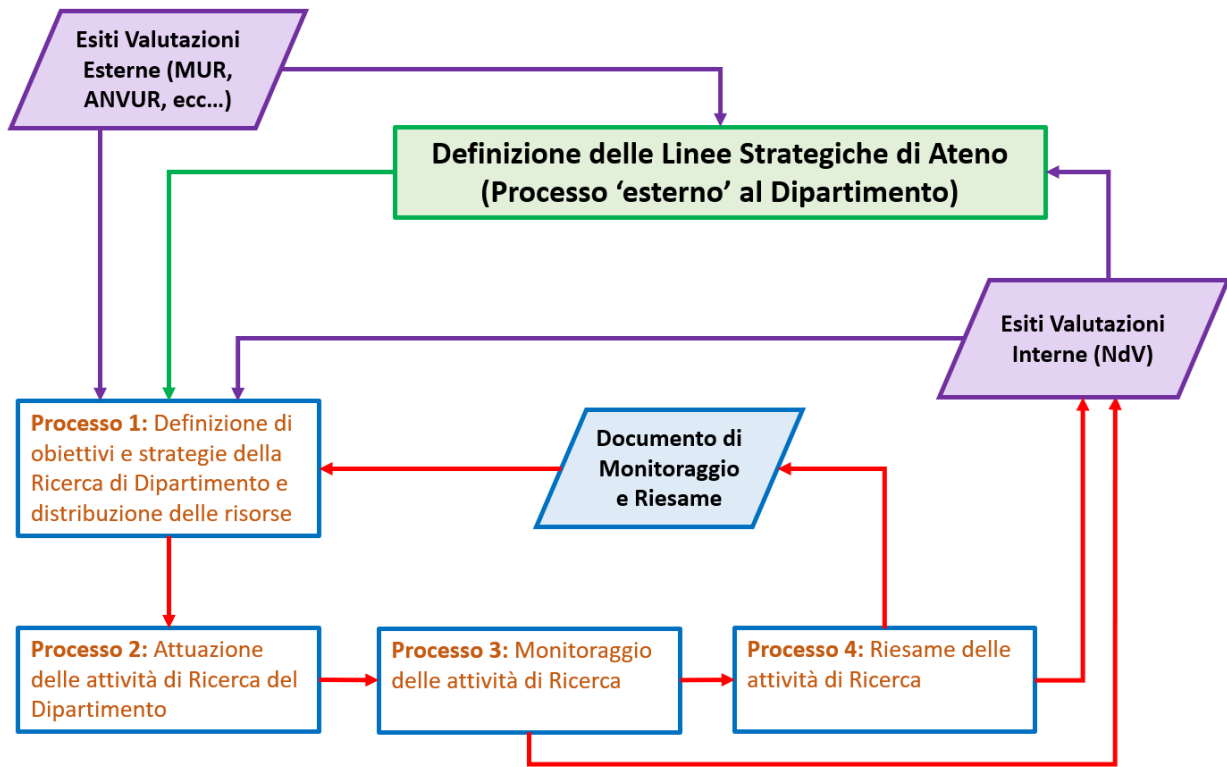 Esiti Valutazioni
Esterne (MUR,
ANVUR, ecc...)
Definizione delle Linee Strategiche di Ateno
(Processo ‘esterno’ al Dipartimento)
Esiti Valutazioni
Interne (NdV)
Processo 1: Definizione di
obiettivi e strategie della
Ricerca di Dipartimento e
distribuzione delle risorse
Documento di
Monitoraggio
e Riesame
Processo 2: Attuazione
delle attività di Ricerca del
Dipartimento
Processo 3: Monitoraggio
delle attività di Ricerca
Processo 4: Riesame delle
attività di Ricerca